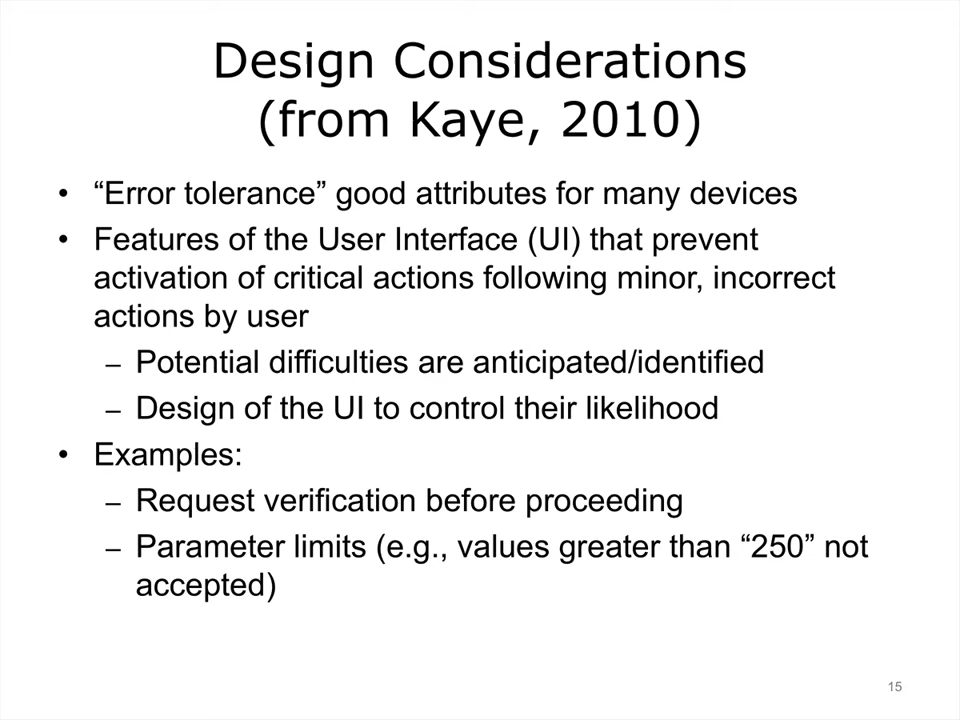 Design Considerations
(from Kaye, 2010)
• “Error tolerance” good attributes for many devices
• Features of the User Interface (UI) that prevent
activation of critical actions following minor, incorrect
actions by user
– Potential difficulties are anticipated/identified
– Design of the UI to control their likelihood
• Examples:
– Request verification before proceeding
– Parameter limits (e.g., values greater than “250” not
accepted)
15